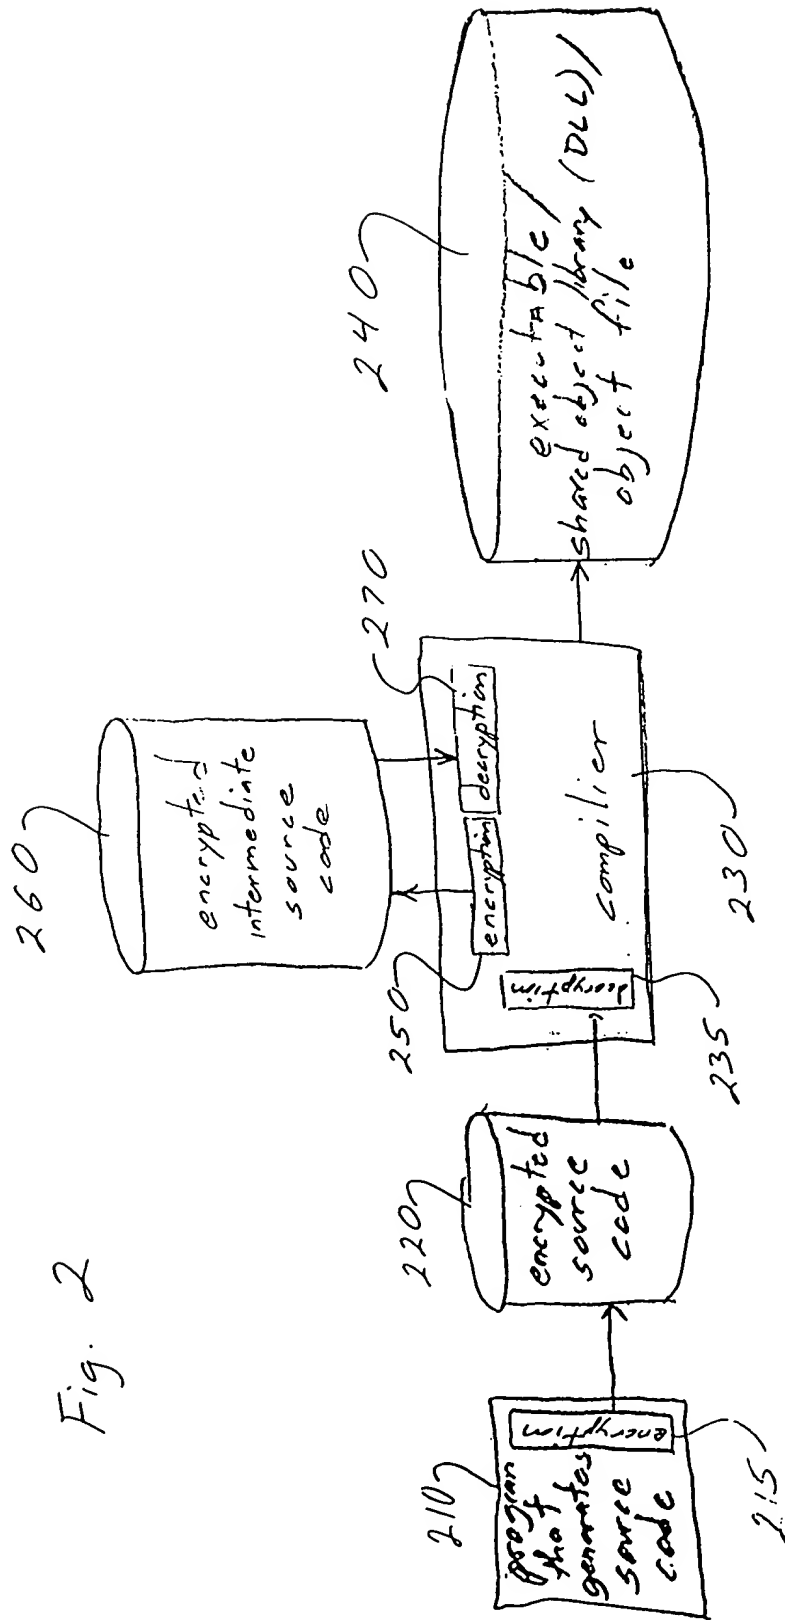 Fig. 2
210
program
that
generates
source
code
encryption
215
220
encrypted
source
code
230
compilier
decryption
235
250
encryption
decryption
270
260
encrypted
intermediate
source
code
240
executable/
shared object library (DLL)/
object file